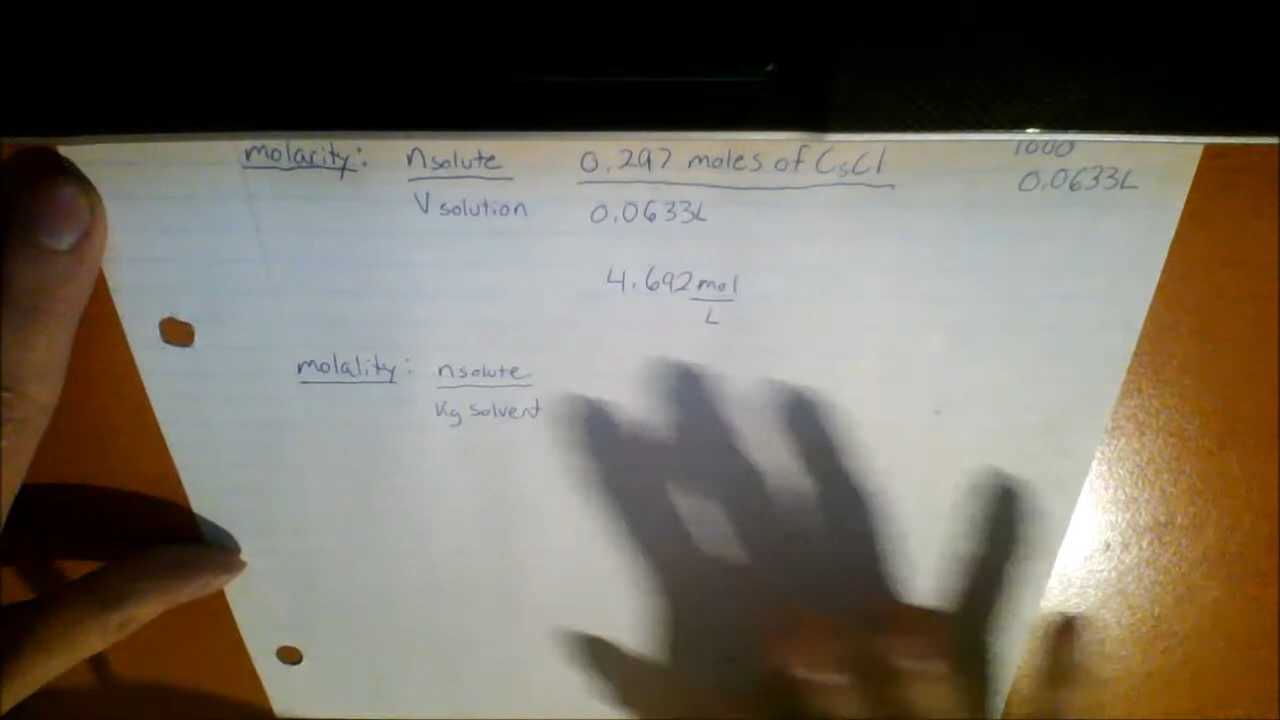 molarity: nsolute 0.297 moles of CsCl 1000
Vsolution 0.0633L 0.0633L
4.692 mol
L
molality: nsolute
Kg solvent